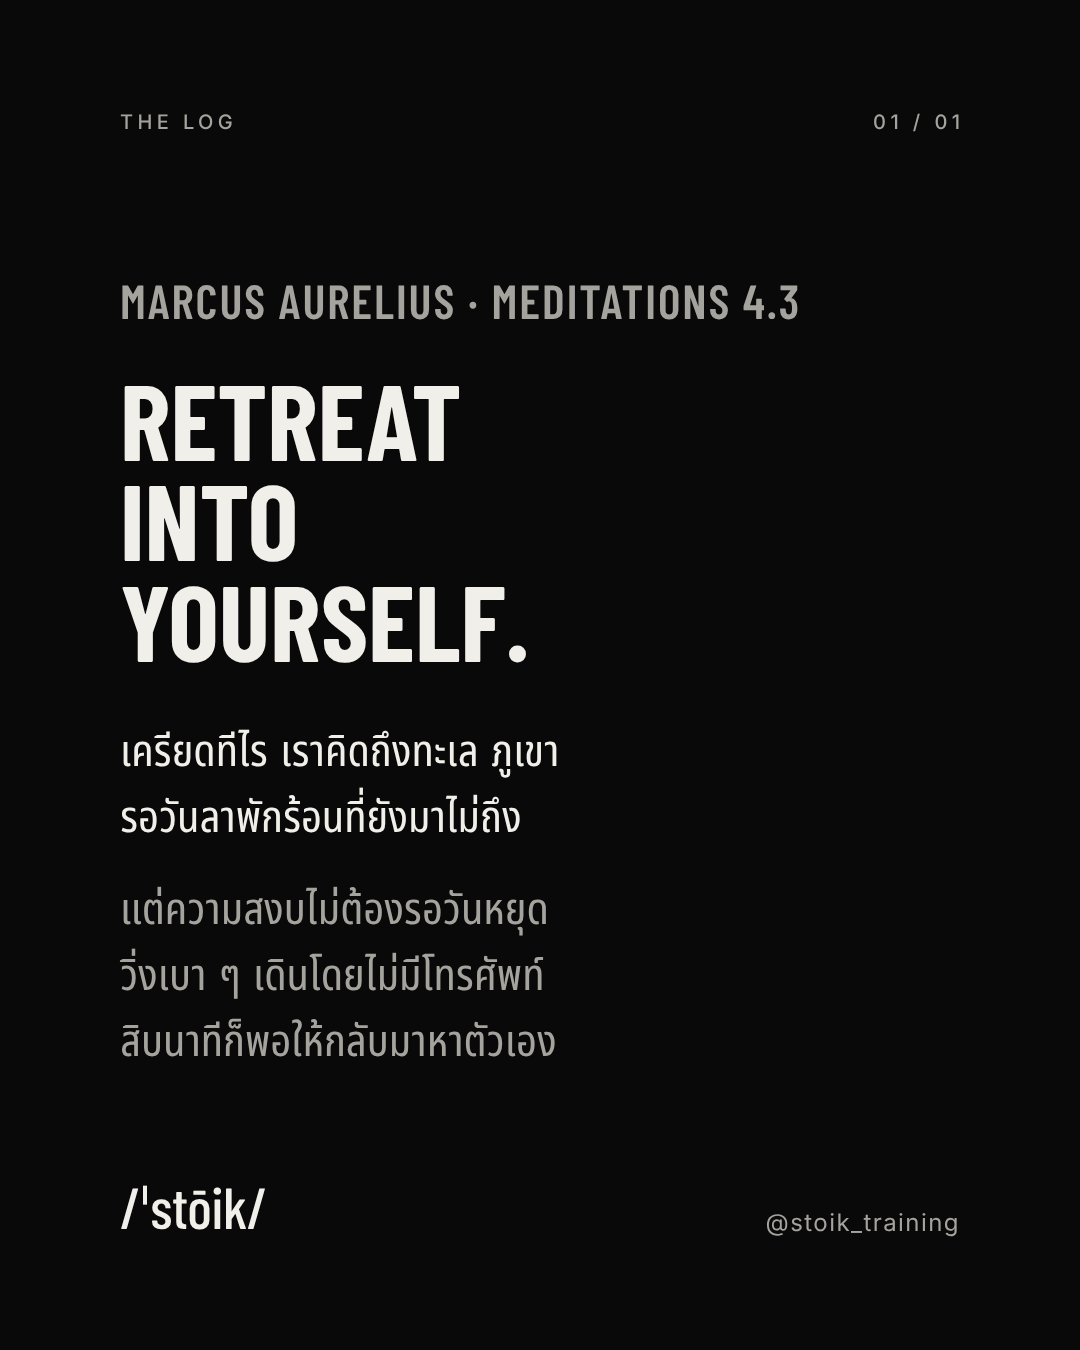 THE LOG
01 / 01
MARCUS AURELIUS · MEDITATIONS 4.3
RETREAT
INTO
YOURSELF.
เครียดทีไร เราคิดถึงทะเล ภูเขา
รอวันลาพักร้อนที่ยังมาไม่ถึง
แต่ความสงบไม่ต้องรอวันหยุด
วิ่งเบา ๆ เดินโดยไม่มีโทรศัพท์
สิบนาทีก็พอให้กลับมาหาตัวเอง
/ˈstōik/
@stoik_training